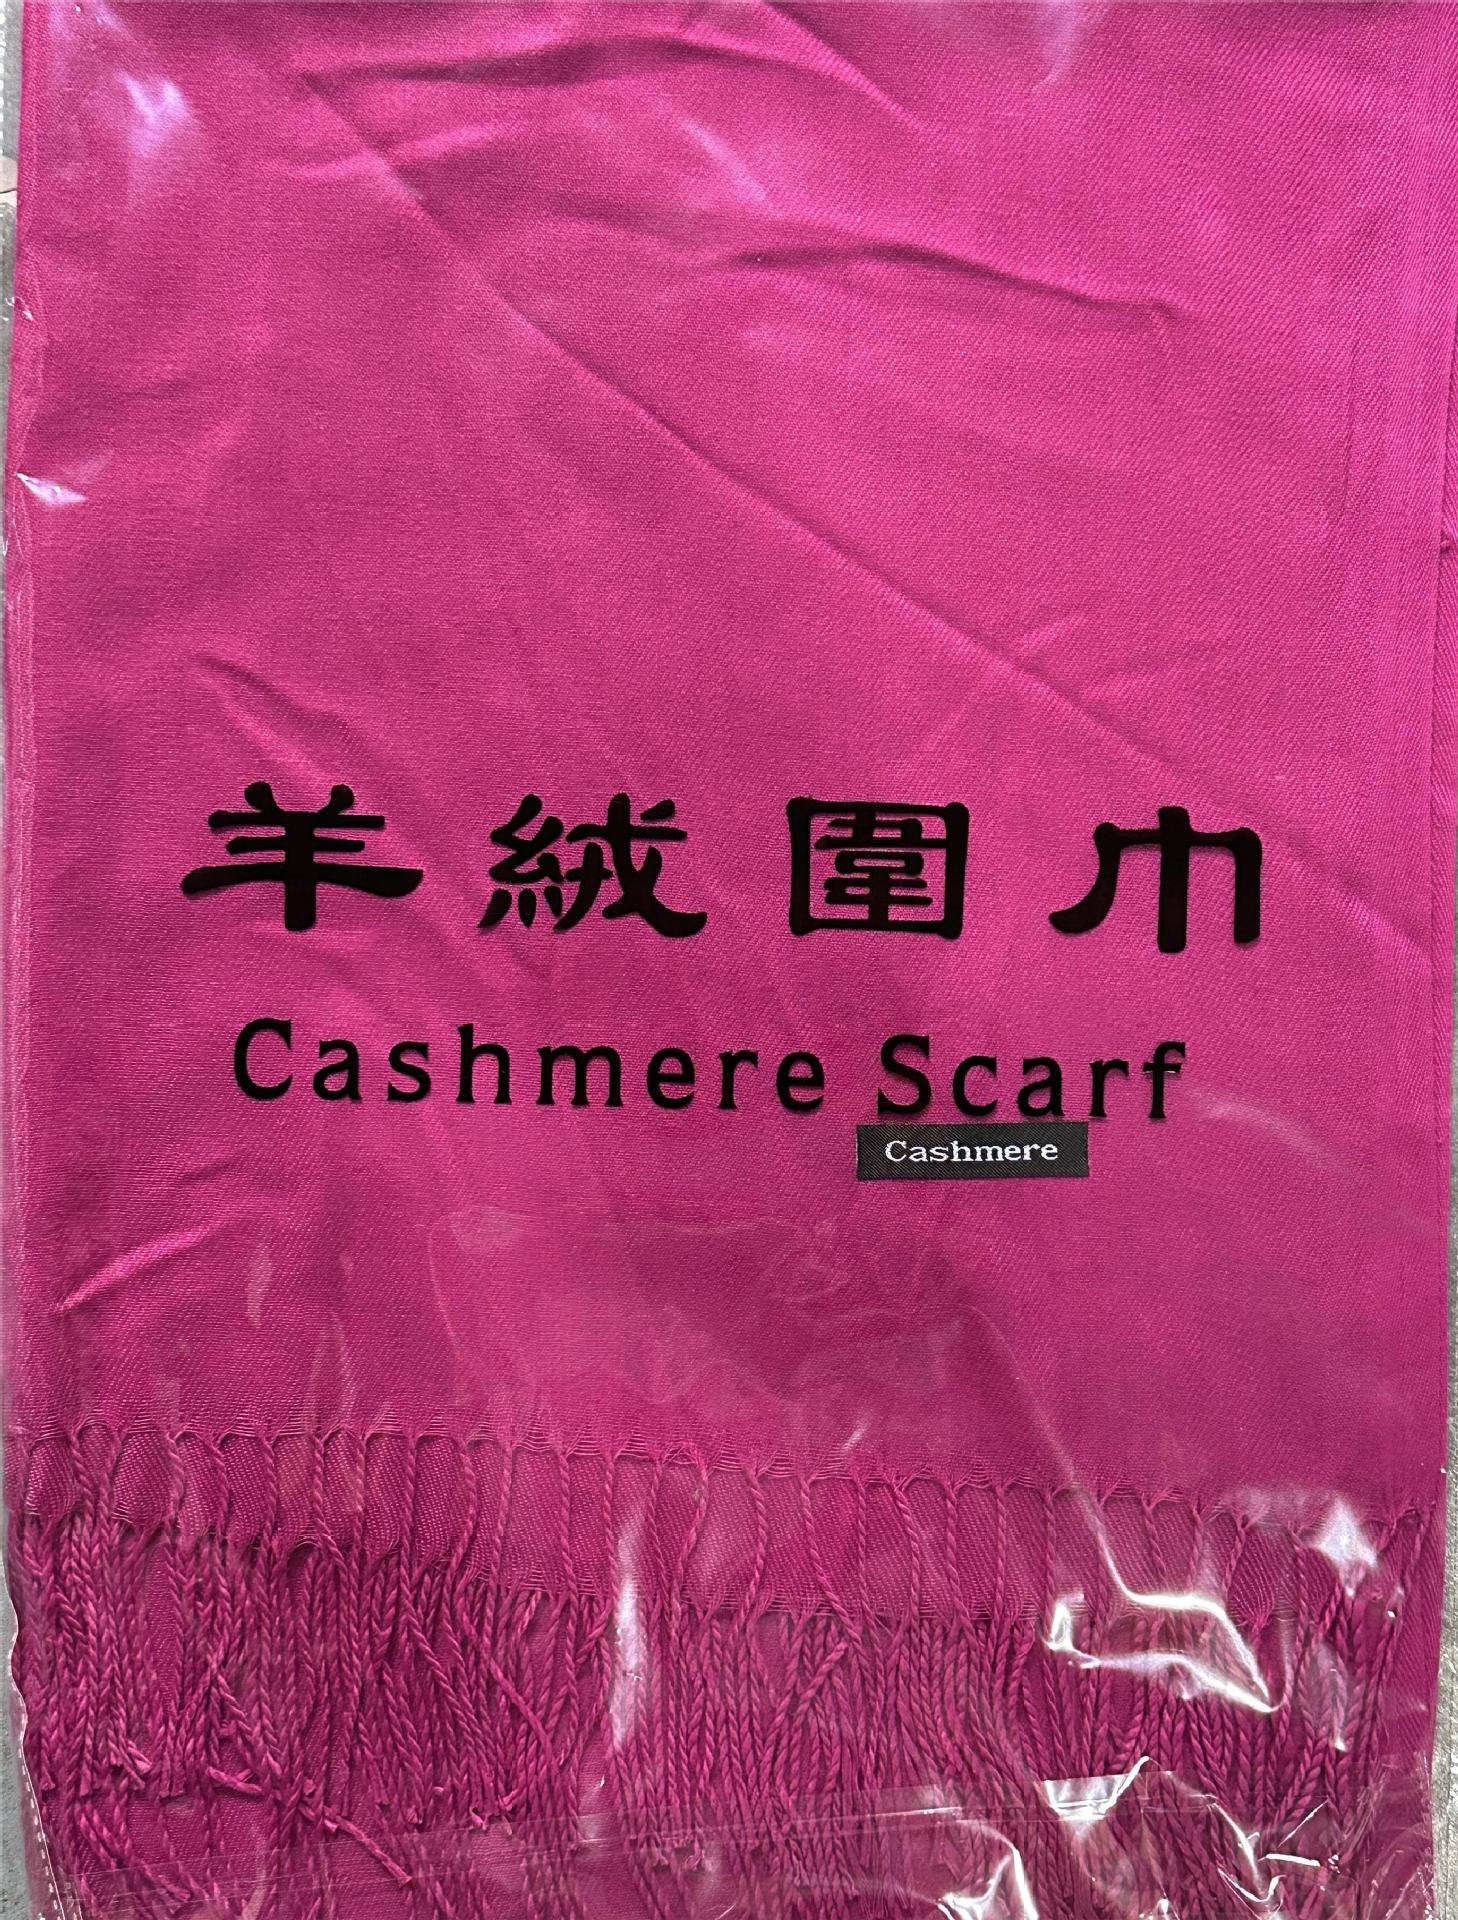 羊絨圍巾
Cashmere Scarf
Cashmere